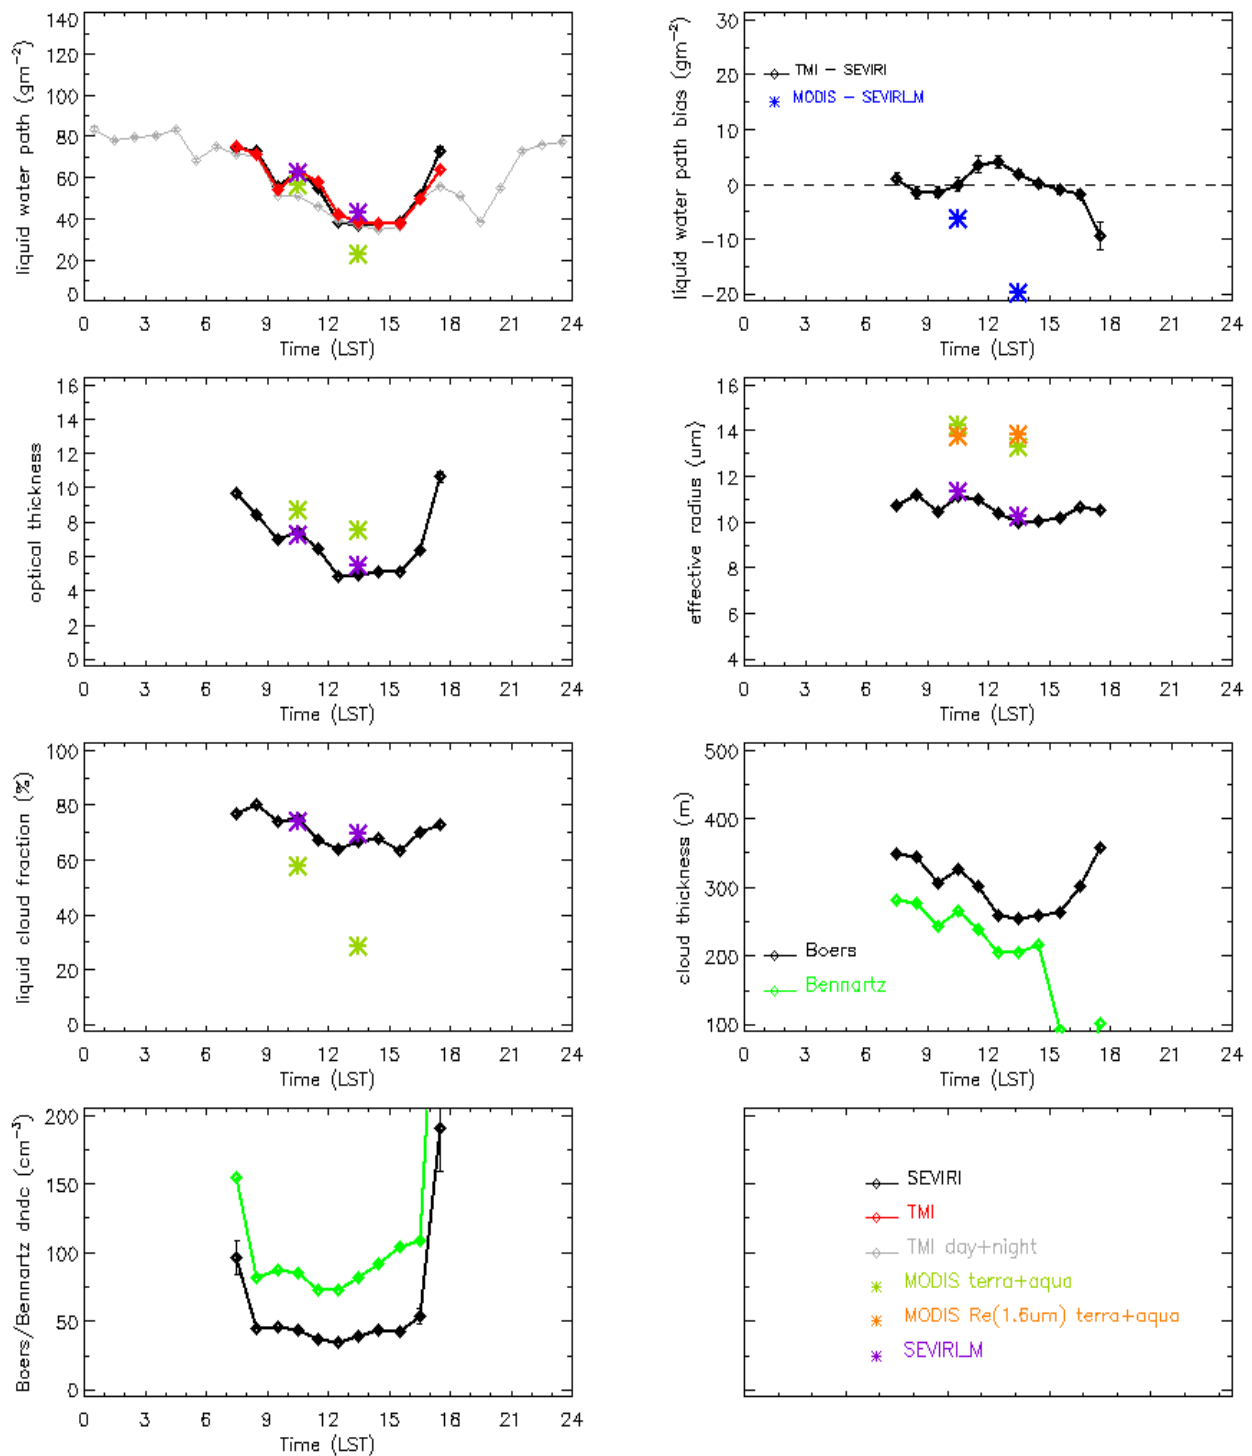 liquid water path (gm-2)
140
120
100
80
60
40
20
0
0 3 6 9 12 15 18 21 24
Time (LST)
liquid water path bias (gm-2)
30
20
10
0
-10
-20
TMI - SEVIRI
MODIS - SEVIRI_M
0 3 6 9 12 15 18 21 24
Time (LST)
optical thickness
16
14
12
10
8
6
4
2
0
0 3 6 9 12 15 18 21 24
Time (LST)
effective radius (um)
16
14
12
10
8
6
4
0 3 6 9 12 15 18 21 24
Time (LST)
liquid cloud fraction (%)
100
80
60
40
20
0
0 3 6 9 12 15 18 21 24
Time (LST)
cloud thickness (m)
500
400
300
200
100
Boers
Bennartz
0 3 6 9 12 15 18 21 24
Time (LST)
Boers/Bennartz dndc (cm-3)
200
150
100
50
0
0 3 6 9 12 15 18 21 24
Time (LST)
SEVIRI
TMI
TMI day+night
MODIS terra+aqua
MODIS Re(1.6um) terra+aqua
SEVIRI_M